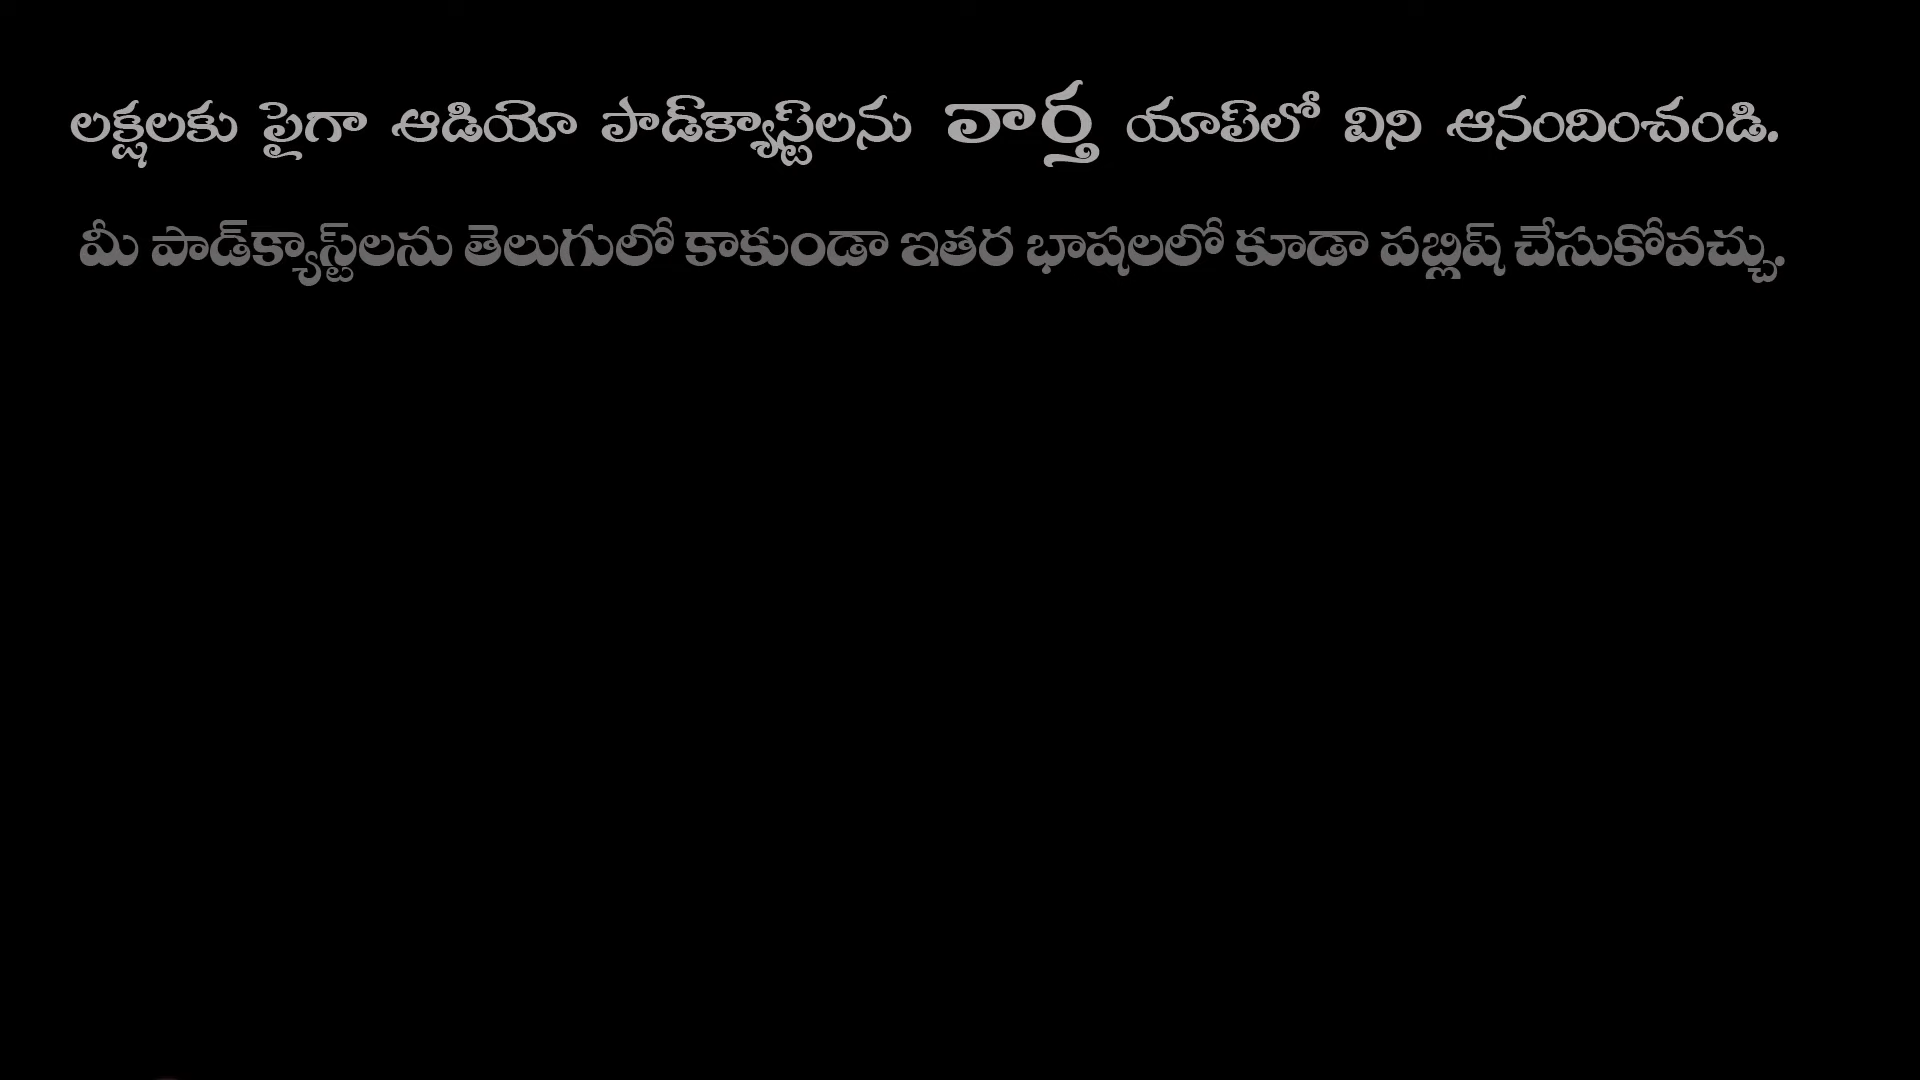 లక్షలకు పైగా ఆడియో పాడ్‌క్యాస్ట్‌లను వార్త యాప్‌లో విని ఆనందించండి.
మీ పాడ్‌క్యాస్ట్‌లను తెలుగులో కాకుండా ఇతర భాషలలో కూడా పబ్లిష్ చేసుకోవచ్చు.